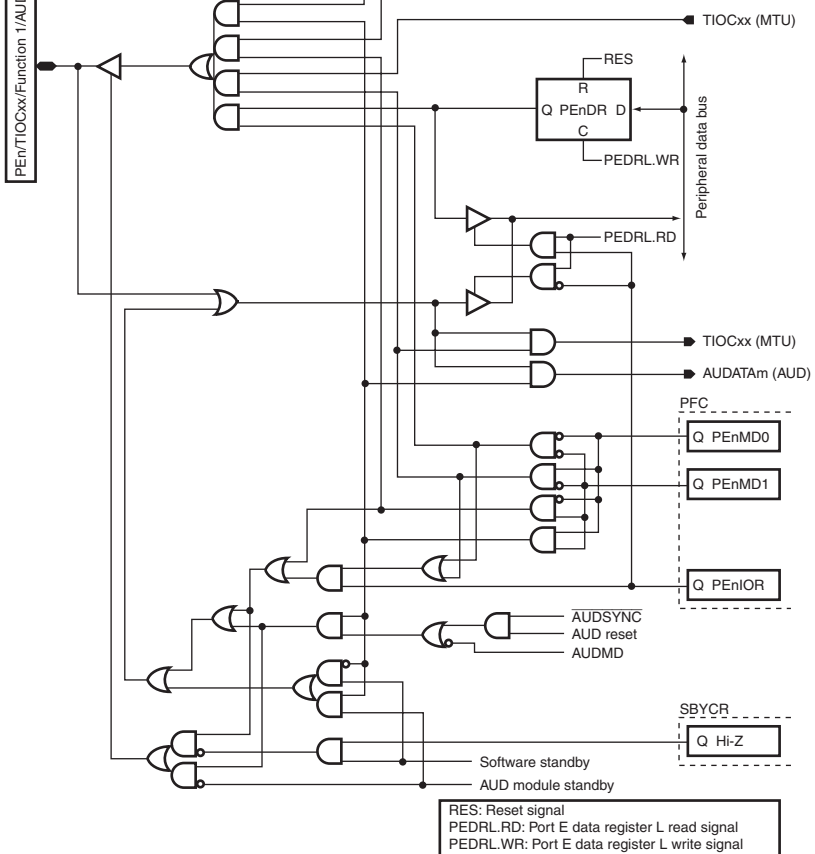 PEn/TIOCxx/Function 1/AUD
TIOCxx (MTU)
RES
R
Q PEnDR D
C
PEDRL.WR
Peripheral data bus
PEDRL.RD
TIOCxx (MTU)
AUDATAm (AUD)
PFC
Q PEnMD0
Q PEnMD1
Q PEnIOR
AUDSYNC
AUD reset
AUDMD
SBYCR
Q Hi-Z
Software standby
AUD module standby
RES: Reset signal
PEDRL.RD: Port E data register L read signal
PEDRL.WR: Port E data register L write signal